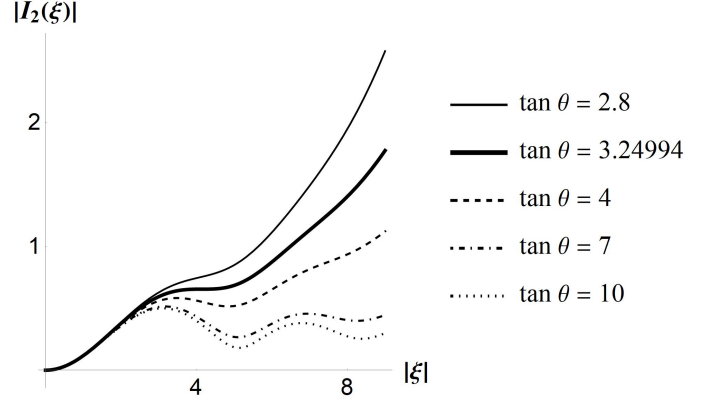 |I₂(ξ)|
2
1
4
8
|ξ|
tan θ = 2.8
tan θ = 3.24994
tan θ = 4
tan θ = 7
tan θ = 10